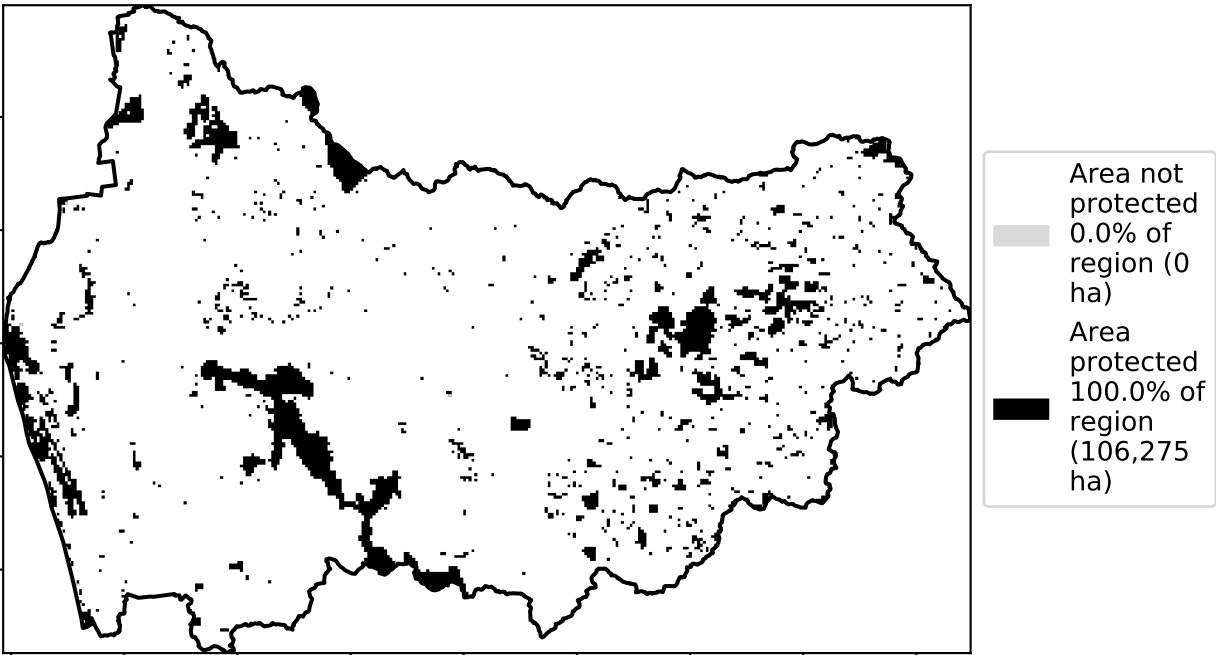 Area not
protected
0.0% of
region (0
ha)
Area
protected
100.0% of
region
(106,275
ha)